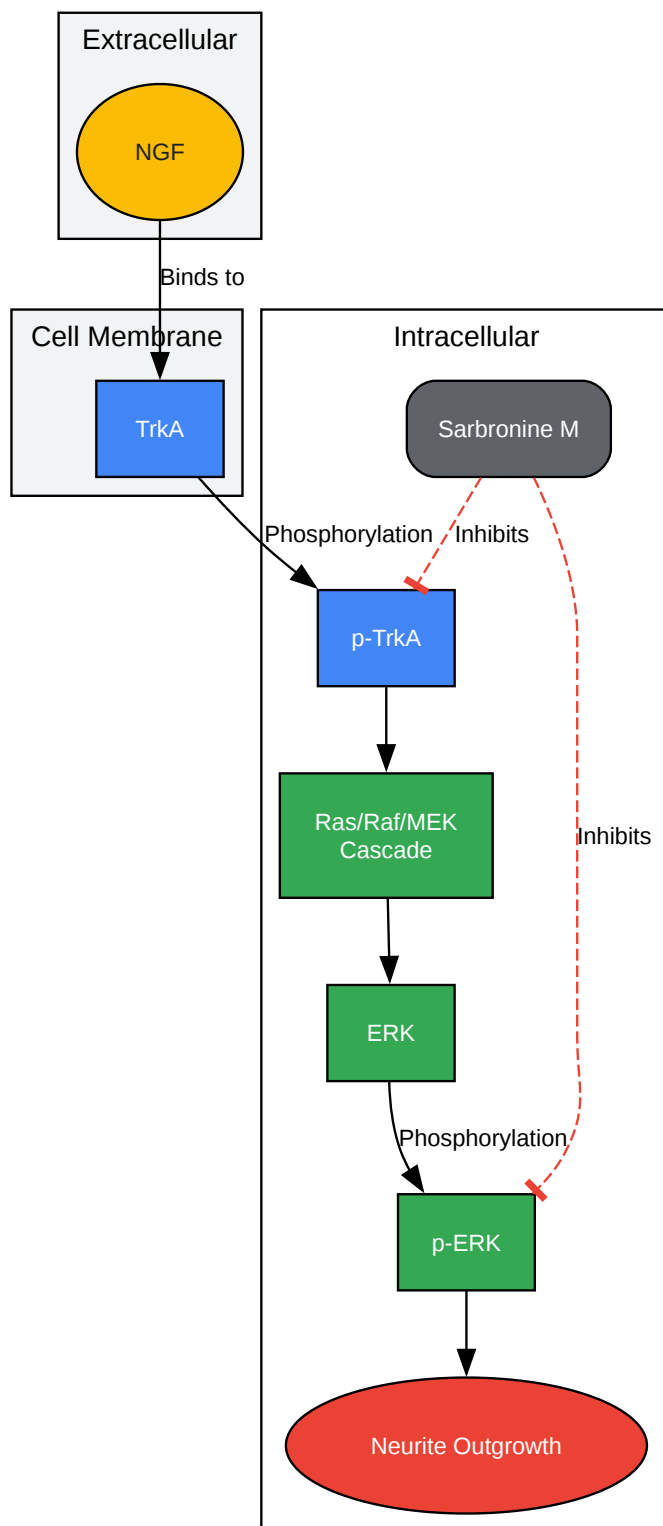 Extracellular
NGF
Binds to
Cell Membrane
Intracellular
TrkA
Sarbronine M
Phosphorylation
Inhibits
p-TrkA
Ras/Raf/MEK
Cascade
Inhibits
ERK
Phosphorylation
p-ERK
Neurite Outgrowth